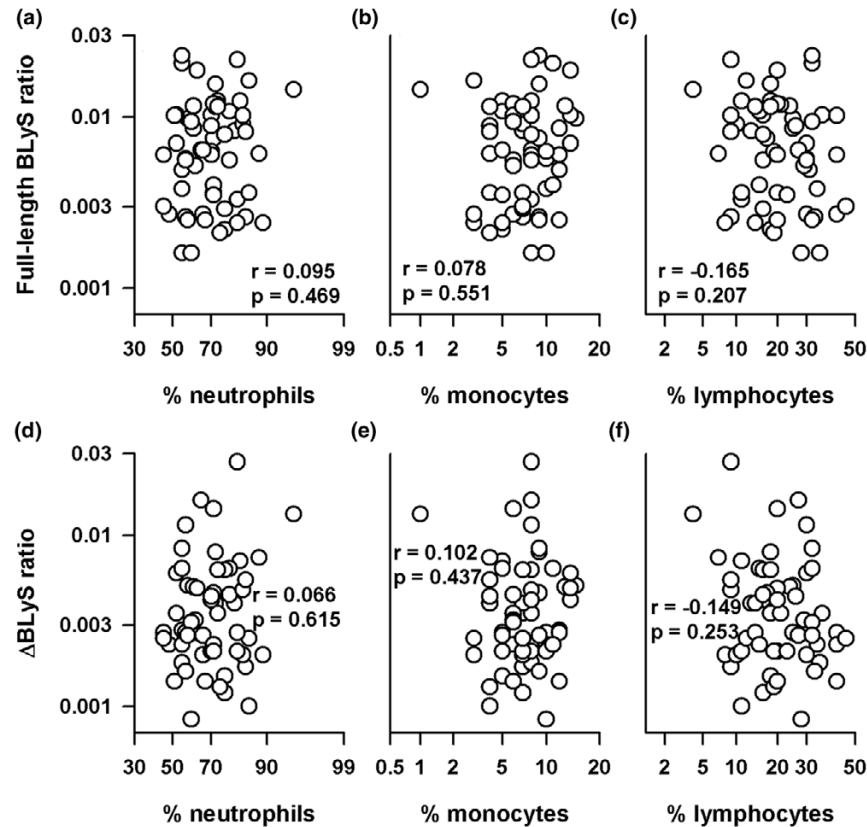 (a)
(b)
(c)
Full-length BLyS ratio
0.03
0.01
0.003
0.001
r = 0.095
p = 0.469
r = 0.078
p = 0.551
r = -0.165
p = 0.207
30 50 70 90 99
0.5 1 2 5 10 20
2 5 10 20 30 50
% neutrophils
% monocytes
% lymphocytes
(d)
(e)
(f)
ΔBLyS ratio
0.03
0.01
0.003
0.001
r = 0.066
p = 0.615
r = 0.102
p = 0.437
r = -0.149
p = 0.253
30 50 70 90 99
0.5 1 2 5 10 20
2 5 10 20 30 50
% neutrophils
% monocytes
% lymphocytes